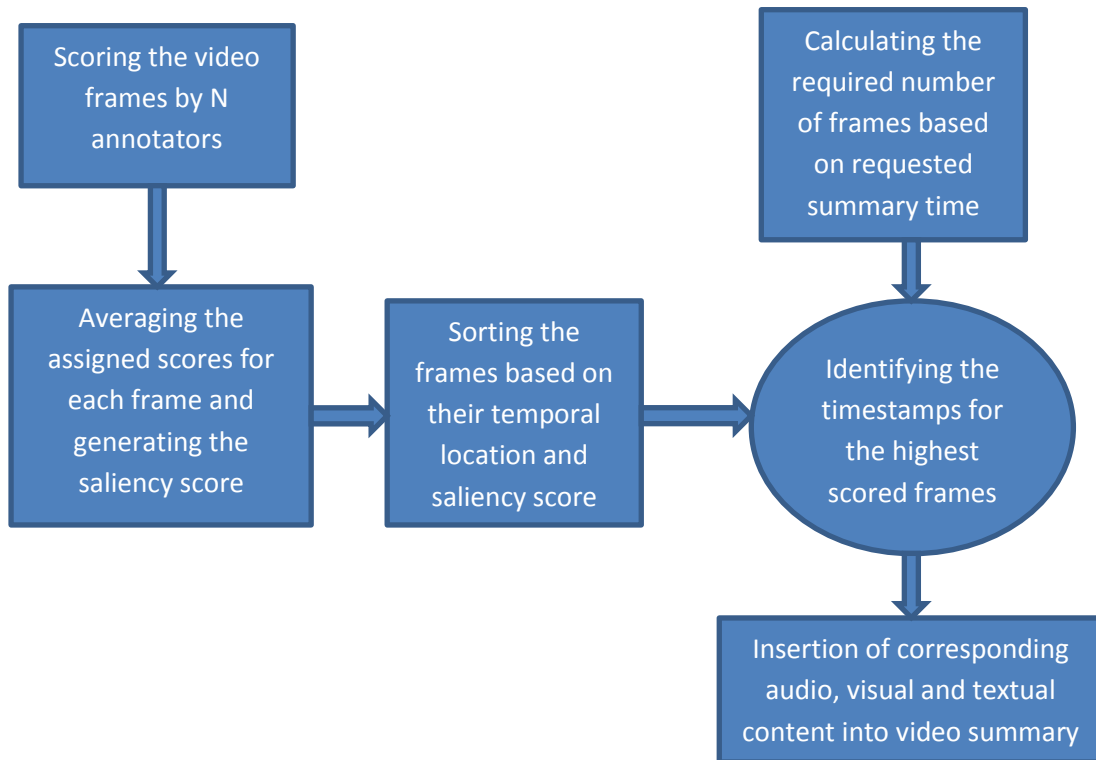 Scoring the video
frames by N
annotators
Calculating the
required number
of frames based
on requested
summary time
Averaging the
assigned scores for
each frame and
generating the
saliency score
Sorting the
frames based on
their temporal
location and
saliency score
Identifying the
timestamps for
the highest
scored frames
Insertion of corresponding
audio, visual and textual
content into video summary